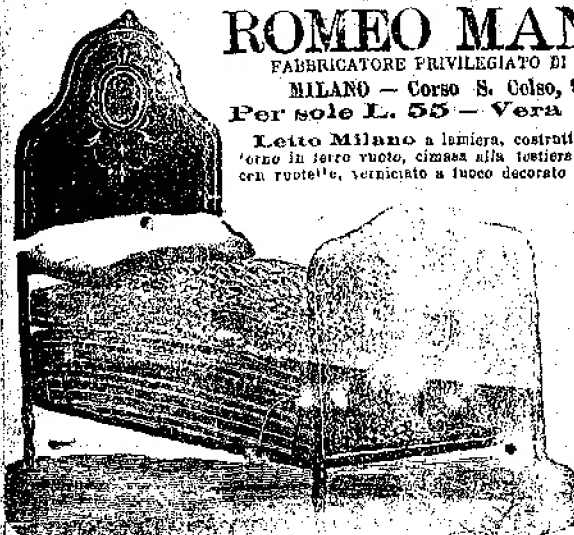 ROMEO MAN
FABBRICATORE PRIVILEGIATO DI
MILANO — Corso S. Celso,
Per sole L. 55 — Vera
Letto Milano a lamiera, costruti
torno in ferro vuoto, cimasa alla testiera
con rotelle, verniciato a fuoco decorato